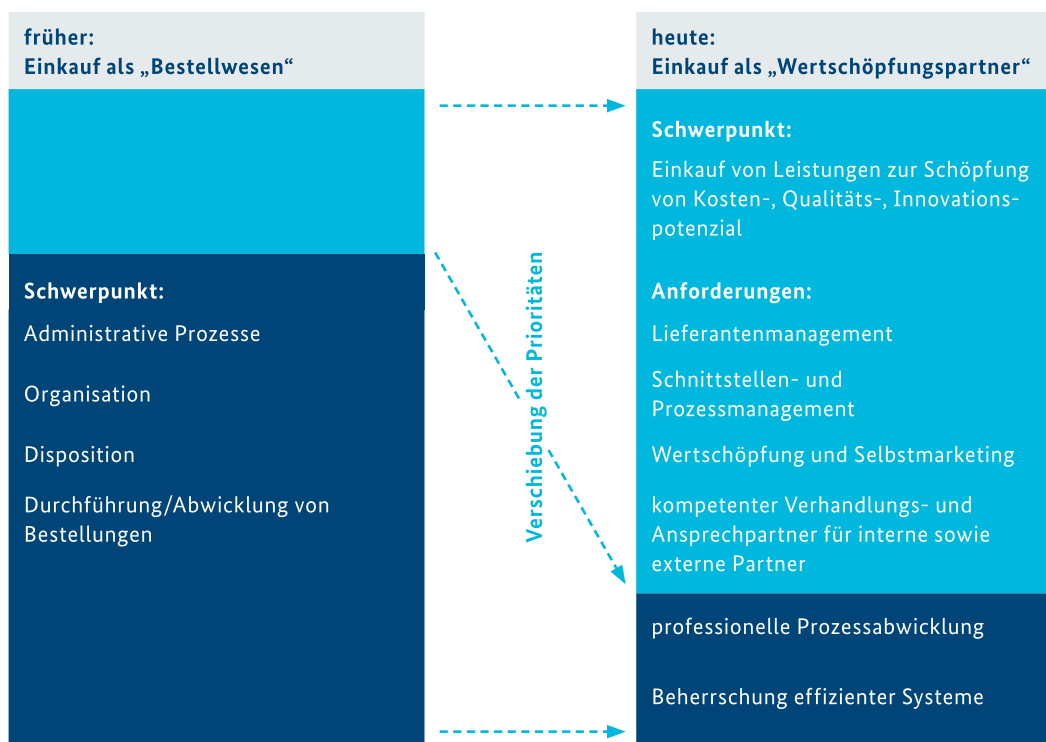 früher:
Einkauf als „Bestellwesen“
Schwerpunkt:
Administrative Prozesse
Organisation
Disposition
Durchführung/Abwicklung von
Bestellungen
Verschiebung der Prioritäten
heute:
Einkauf als „Wertschöpfungspartner“
Schwerpunkt:
Einkauf von Leistungen zur Schöpfung
von Kosten-, Qualitäts-, Innovations-
potenzial
Anforderungen:
Lieferantenmanagement
Schnittstellen- und
Prozessmanagement
Wertschöpfung und Selbstmarketing
kompetenter Verhandlungs- und
Ansprechpartner für interne sowie
externe Partner
professionelle Prozessabwicklung
Beherrschung effizienter Systeme